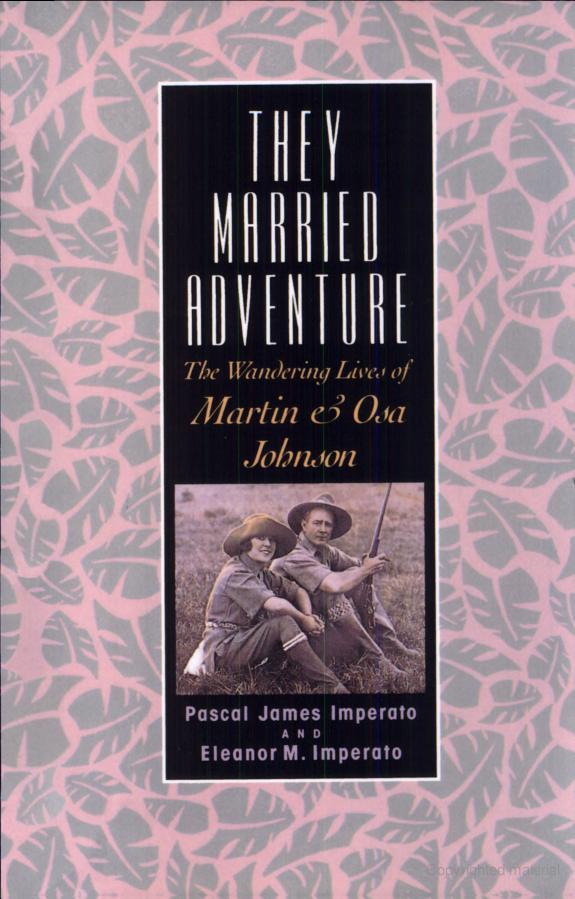 THEY
MARRIED
ADVENTURE
The Wandering Lives of
Martin & Osa
Johnson
Pascal James Imperato
AND
Eleanor M. Imperato
Copyrighted material